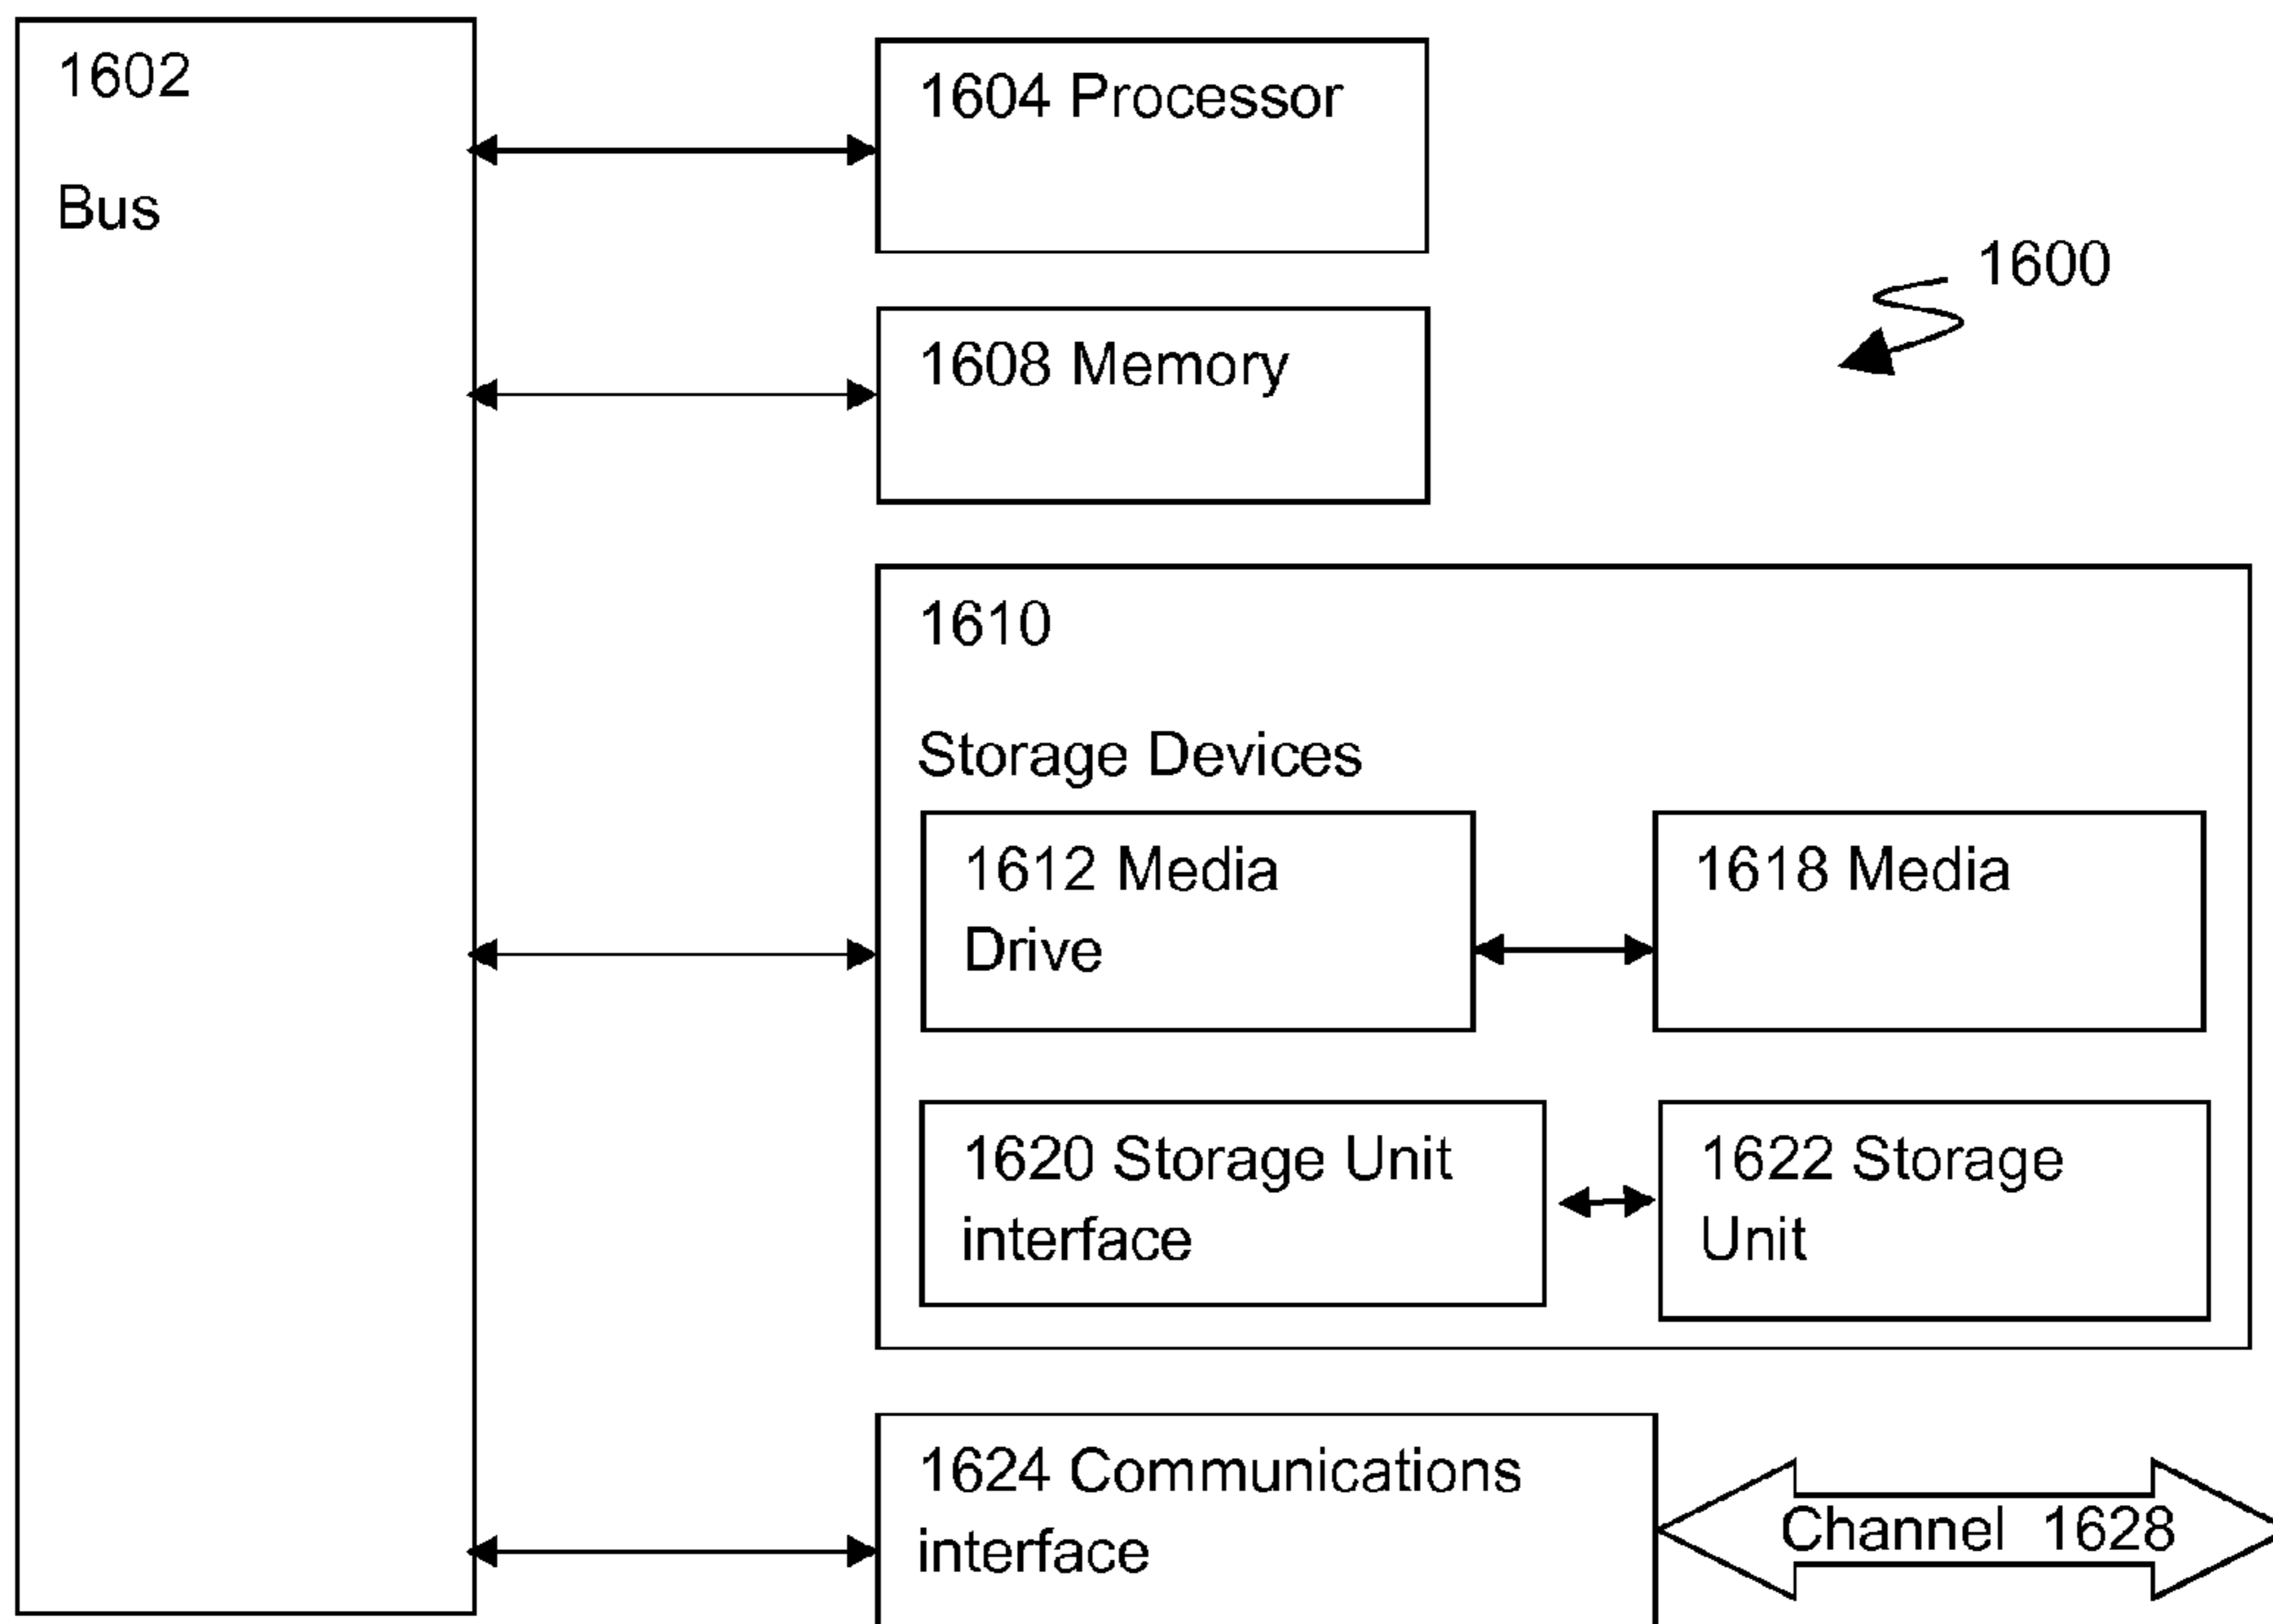 1602
Bus
1604 Processor
1600
1608 Memory
1610
Storage Devices
1612 Media
Drive
1618 Media
1620 Storage Unit
interface
1622 Storage
Unit
1624 Communications
interface
Channel 1628